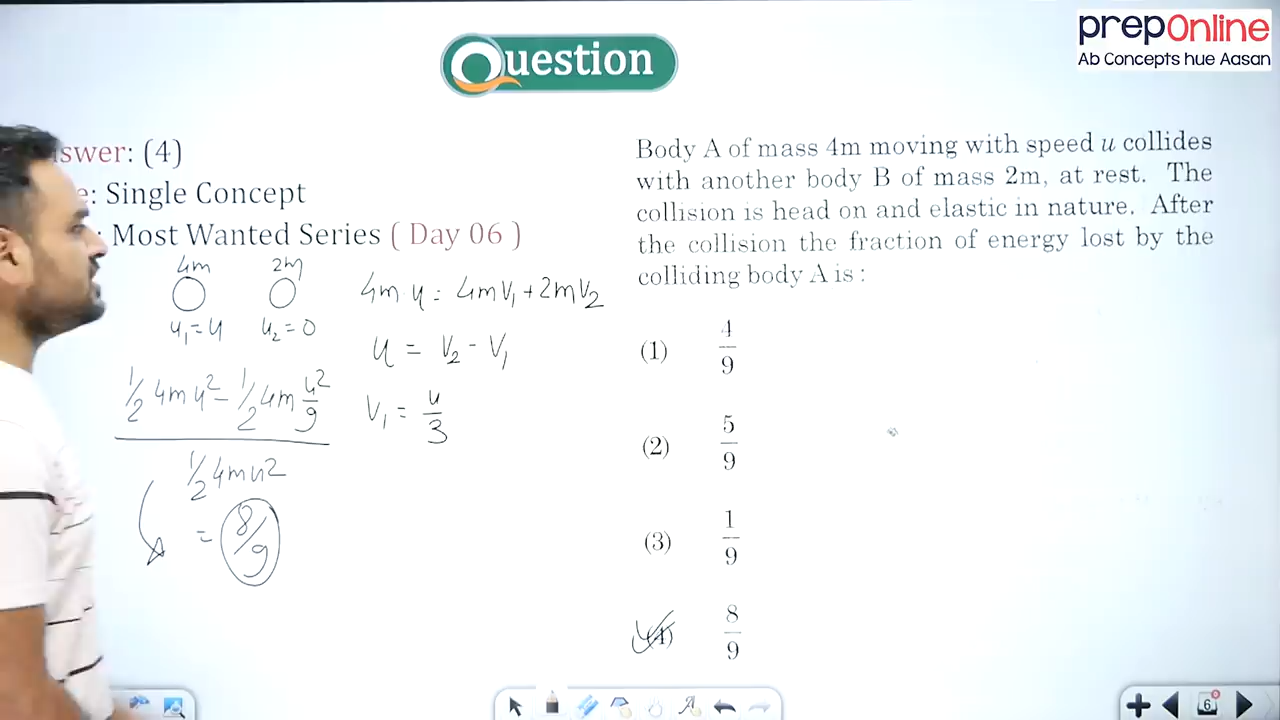 Question
prepOnline
Ab Concepts hue Aasan
swer: (4)
e: Single Concept
: Most Wanted Series ( Day 06 )
4m 2m
u₁=u u₂=0
4m u = 4mV₁+2mV₂
u = V₂ - V₁
V₁ = u/3
½ 4m u² - ½ 4m u²/9
½ 4m u²
= 8/9
Body A of mass 4m moving with speed u collides
with another body B of mass 2m, at rest. The
collision is head on and elastic in nature. After
the collision the fraction of energy lost by the
colliding body A is :
(1) 4/9
(2) 5/9
(3) 1/9
(4) 8/9
6